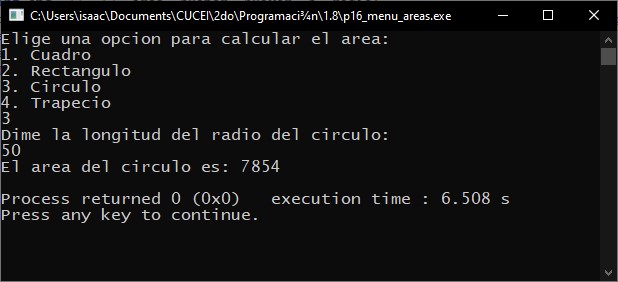 C:\Users\isaac\Documents\CUCEI\2do\Programaci¾n\1.8\p16_menu_areas.exe
Elige una opcion para calcular el area:
1. Cuadro
2. Rectangulo
3. Circulo
4. Trapecio
3
Dime la longitud del radio del circulo:
50
El area del circulo es: 7854
Process returned 0 (0x0)   execution time : 6.508 s
Press any key to continue.